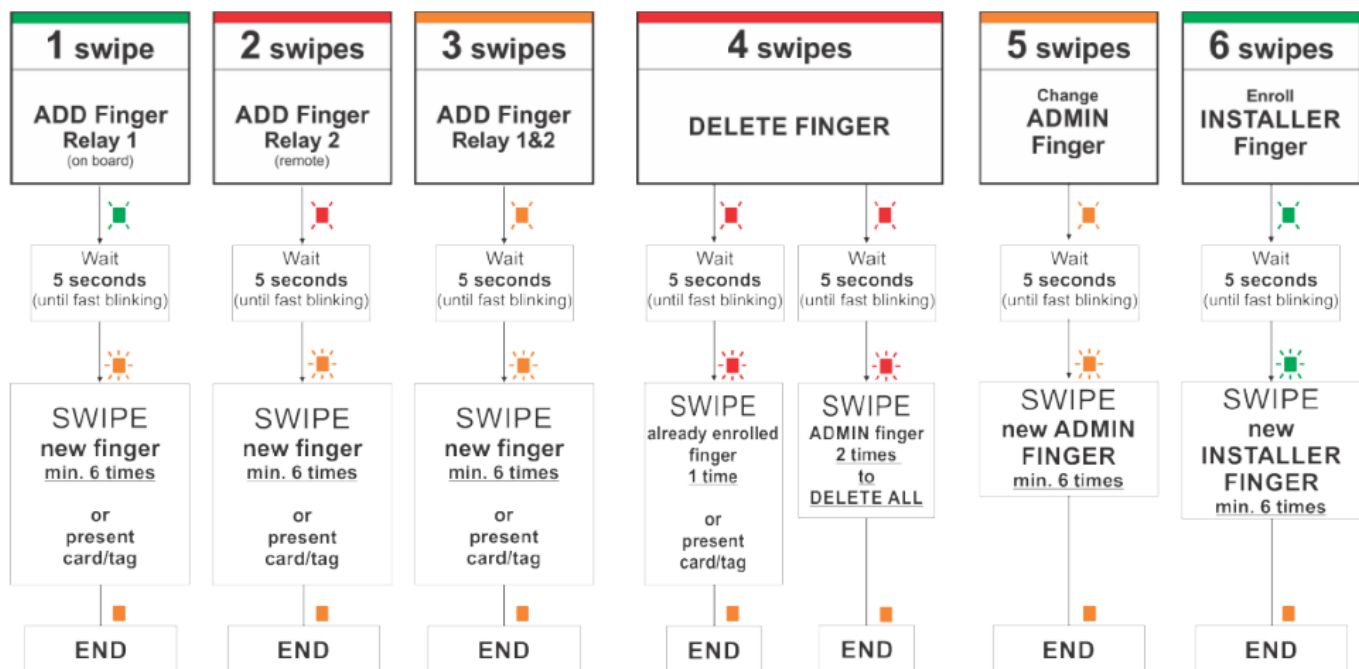 1 swipe
ADD Finger
Relay 1
(on board)
Wait
5 seconds
(until fast blinking)
SWIPE
new finger
min. 6 times
or
present
card/tag
END
2 swipes
ADD Finger
Relay 2
(remote)
Wait
5 seconds
(until fast blinking)
SWIPE
new finger
min. 6 times
or
present
card/tag
END
3 swipes
ADD Finger
Relay 1&2
Wait
5 seconds
(until fast blinking)
SWIPE
new finger
min. 6 times
or
present
card/tag
END
4 swipes
DELETE FINGER
Wait
5 seconds
(until fast blinking)
SWIPE
already enrolled
finger
1 time
or
present
card/tag
END
Wait
5 seconds
(until fast blinking)
SWIPE
ADMIN finger
2 times
to
DELETE ALL
END
5 swipes
Change
ADMIN
Finger
Wait
5 seconds
(until fast blinking)
SWIPE
new ADMIN
FINGER
min. 6 times
END
6 swipes
Enroll
INSTALLER
Finger
Wait
5 seconds
(until fast blinking)
SWIPE
new
INSTALLER
FINGER
min. 6 times
END